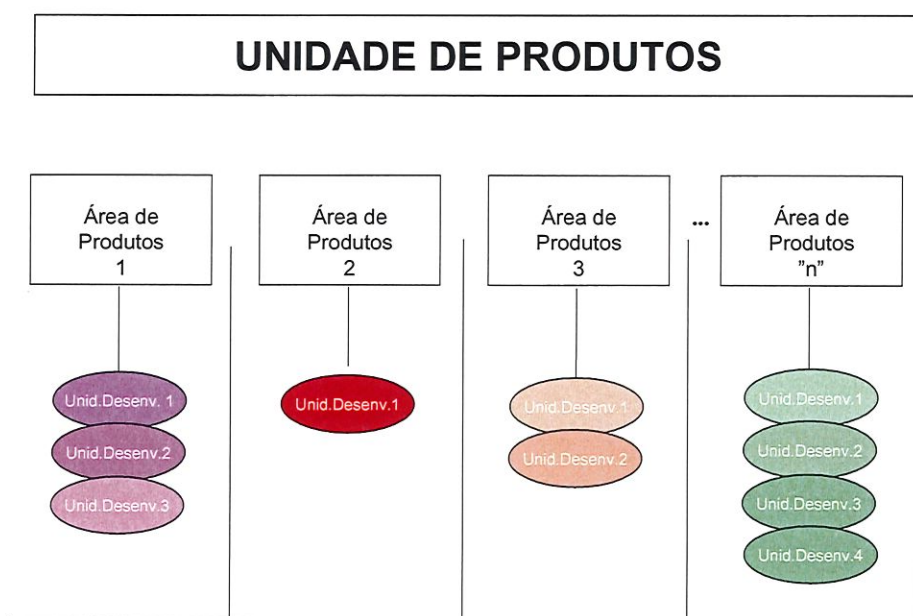 UNIDADE DE PRODUTOS
Área de
Produtos
1
Área de
Produtos
2
Área de
Produtos
3
...
Área de
Produtos
”n”
Unid.Desenv. 1
Unid.Desenv.2
Unid.Desenv.3
Unid.Desenv.1
Unid.Desenv.1
Unid.Desenv.2
Unid.Desenv.1
Unid.Desenv.2
Unid.Desenv.3
Unid.Desenv.4